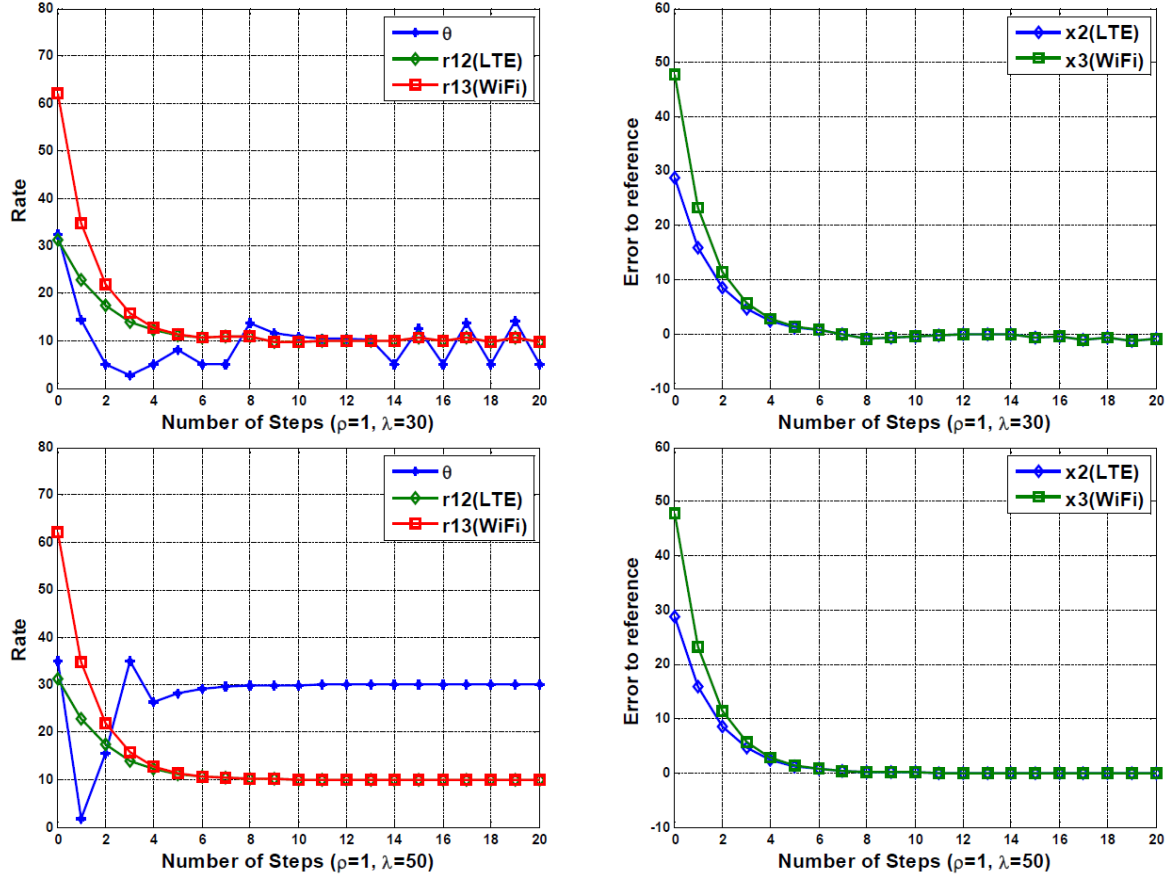 80
70
60
50
40
30
20
10
0
Rate
0 2 4 6 8 10 12 14 16 18 20
Number of Steps (ρ=1, λ=30)
θ
r12(LTE)
r13(WiFi)
60
50
40
30
20
10
0
-10
Error to reference
0 2 4 6 8 10 12 14 16 18 20
Number of Steps (ρ=1, λ=30)
x2(LTE)
x3(WiFi)
80
70
60
50
40
30
20
10
0
Rate
0 2 4 6 8 10 12 14 16 18 20
Number of Steps (ρ=1, λ=50)
θ
r12(LTE)
r13(WiFi)
60
50
40
30
20
10
0
-10
Error to reference
0 2 4 6 8 10 12 14 16 18 20
Number of Steps (ρ=1, λ=50)
x2(LTE)
x3(WiFi)